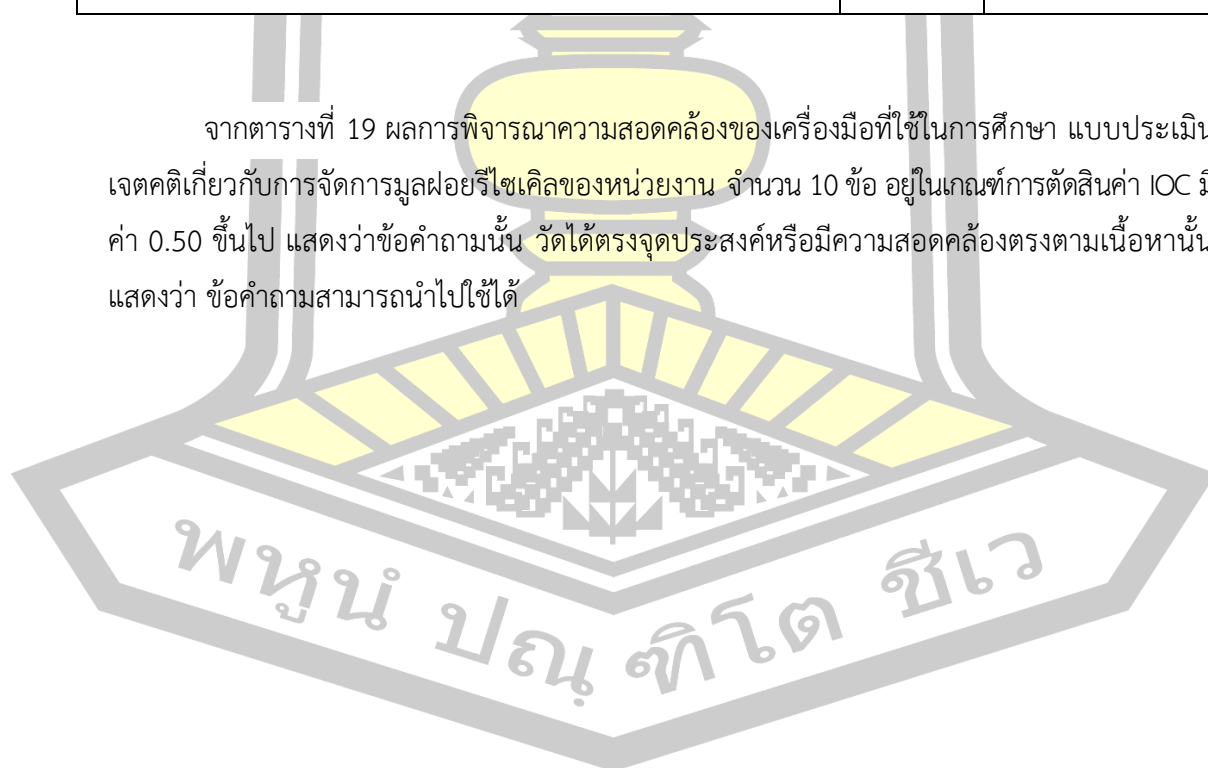 จากตารางที่ 19 ผลการพิจารณาความสอดคล้องของเครื่องมือที่ใช้ในการศึกษา แบบประเมิน
เจตคติเกี่ยวกับการจัดการมูลฝอยรีไซเคิลของหน่วยงาน จำนวน 10 ข้อ อยู่ในเกณฑ์การตัดสินค่า IOC มี
ค่า 0.50 ขึ้นไป แสดงว่าข้อคำถามนั้น วัดได้ตรงจุดประสงค์หรือมีความสอดคล้องตรงตามเนื้อหานั้น
แสดงว่า ข้อคำถามสามารถนำไปใช้ได้
พหูนํ ปณฺฑิโต ชีเว